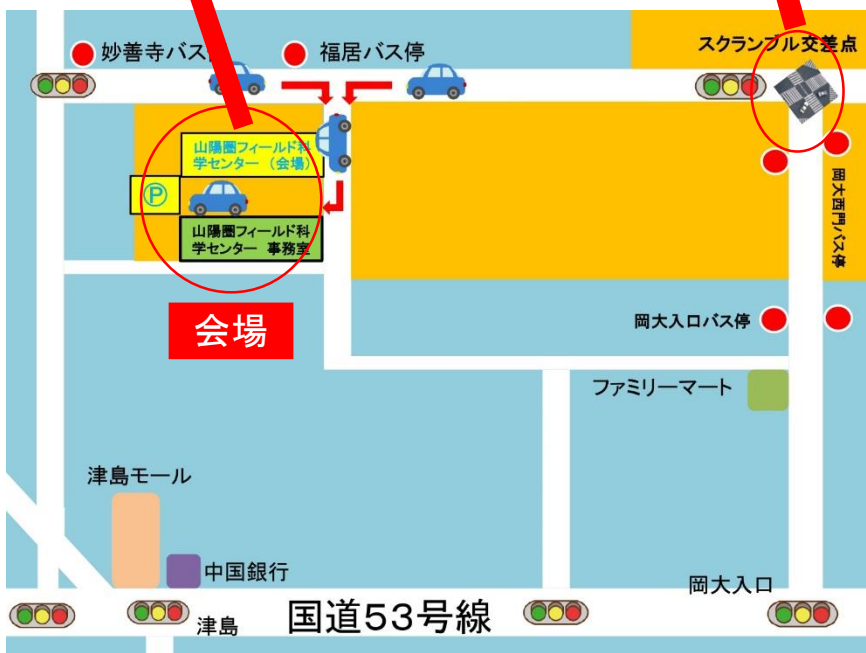 妙善寺バス
福居バス停
スクランブル交差点
山陽圏フィールド科
学センター（会場）
Ⓟ
山陽圏フィールド科
学センター 事務室
岡大西門バス停
会場
岡大入口バス停
ファミリーマート
津島モール
中国銀行
岡大入口
津島
国道53号線